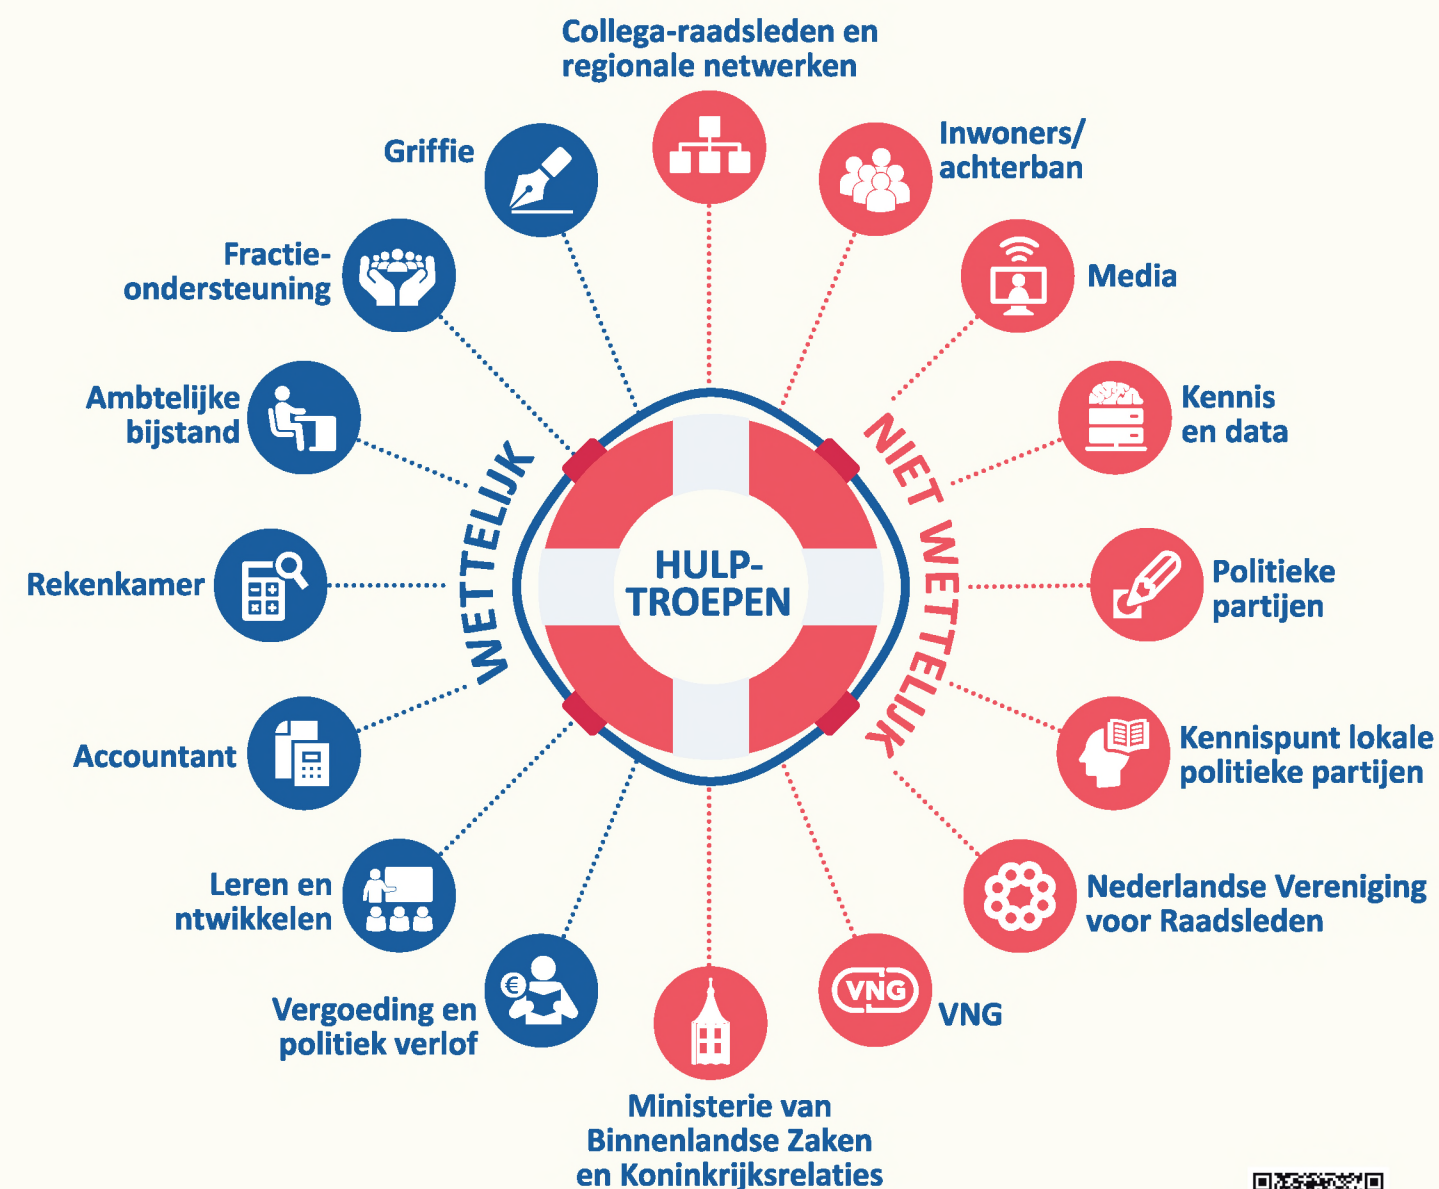 Collega-raadsleden en
regionale netwerken
Griffie
Inwoners/
achterban
Fractie-
ondersteuning
Media
Ambtelijke
bijstand
Kennis
en data
WETTELIJK
NIET WETTELIJK
HULP-
TROEPEN
Rekenkamer
Politieke
partijen
Accountant
Kennispunt lokale
politieke partijen
Leren en
ntwikkelen
Nederlandse Vereniging
voor Raadsleden
Vergoeding en
politiek verlof
VNG
VNG
Ministerie van
Binnenlandse Zaken
en Koninkrijksrelaties